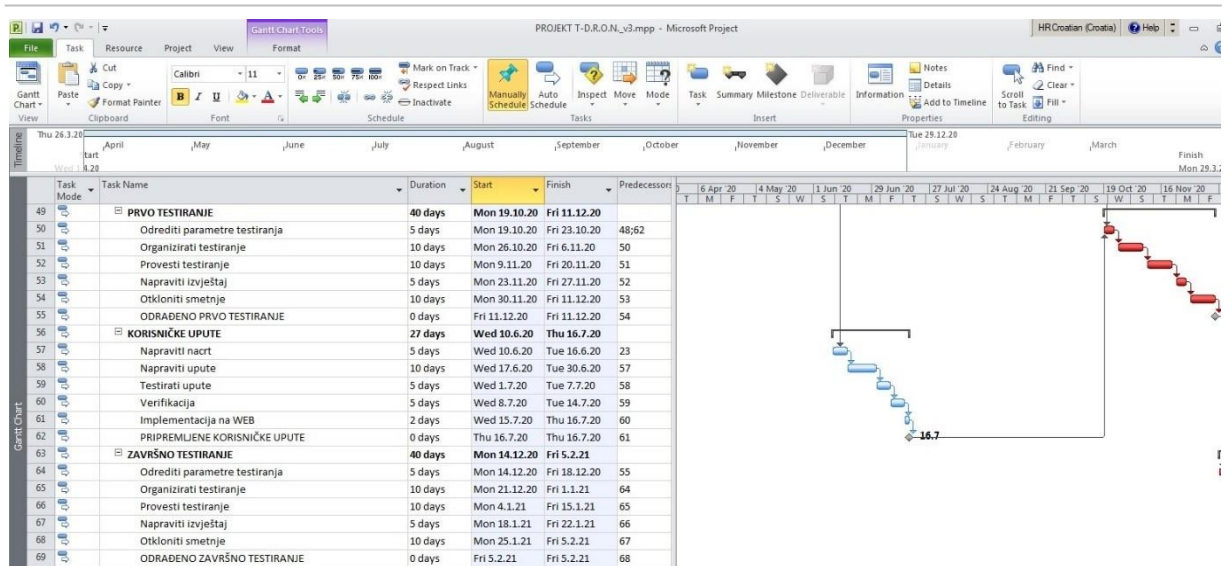 Gantt Chart Tools
PROJEKT T-D.R.O.N._v3.mpp - Microsoft Project
HR Croatian (Croatia) Help
File Task Resource Project View Format
Gantt Chart
View
Paste
Cut
Copy
Format Painter
Clipboard
Calibri 11
B I U A
Font
0% 25% 50% 75% 100%
Mark on Track
Respect Links
Inactivate
Schedule
Manually Schedule
Auto Schedule
Inspect Move Mode
Tasks
Task Summary Milestone Deliverable
Insert
Information
Notes
Details
Add to Timeline
Properties
Scroll to Task
Find
Clear
Fill
Editing
Timeline
Thu 26.3.20 Tue 29.12.20
April May June July August September October November December January February March
Start
Finish
Task Mode Task Name Duration Start Finish Predecessors
6 Apr '20 4 May '20 1 Jun '20 29 Jun '20 27 Jul '20 24 Aug '20 21 Sep '20 19 Oct '20 16 Nov '20
T M F T S W S T M F T S W S T M F T S W S T M F
49 PRVO TESTIRANJE 40 days Mon 19.10.20 Fri 11.12.20
50 Odrediti parametre testiranja 5 days Mon 19.10.20 Fri 23.10.20 48;62
51 Organizirati testiranje 10 days Mon 26.10.20 Fri 6.11.20 50
52 Provesti testiranje 10 days Mon 9.11.20 Fri 20.11.20 51
53 Napraviti izvještaj 5 days Mon 23.11.20 Fri 27.11.20 52
54 Otkloniti smetnje 10 days Mon 30.11.20 Fri 11.12.20 53
55 ODRAĐENO PRVO TESTIRANJE 0 days Fri 11.12.20 Fri 11.12.20 54
56 KORISNIČKE UPUTE 27 days Wed 10.6.20 Thu 16.7.20
57 Napraviti nacrt 5 days Wed 10.6.20 Tue 16.6.20 23
58 Napraviti upute 10 days Wed 17.6.20 Tue 30.6.20 57
59 Testirati upute 5 days Wed 1.7.20 Tue 7.7.20 58
60 Verifikacija 5 days Wed 8.7.20 Tue 14.7.20 59
61 Implementacija na WEB 2 days Wed 15.7.20 Thu 16.7.20 60
62 PRIPREMLJENE KORISNIČKE UPUTE 0 days Thu 16.7.20 Thu 16.7.20 61
16.7
63 ZAVRŠNO TESTIRANJE 40 days Mon 14.12.20 Fri 5.2.21
64 Odrediti parametre testiranja 5 days Mon 14.12.20 Fri 18.12.20 55
65 Organizirati testiranje 10 days Mon 21.12.20 Fri 1.1.21 64
66 Provesti testiranje 10 days Mon 4.1.21 Fri 15.1.21 65
67 Napraviti izvještaj 5 days Mon 18.1.21 Fri 22.1.21 66
68 Otkloniti smetnje 10 days Mon 25.1.21 Fri 5.2.21 67
69 ODRAĐENO ZAVRŠNO TESTIRANJE 0 days Fri 5.2.21 Fri 5.2.21 68
Gantt Chart